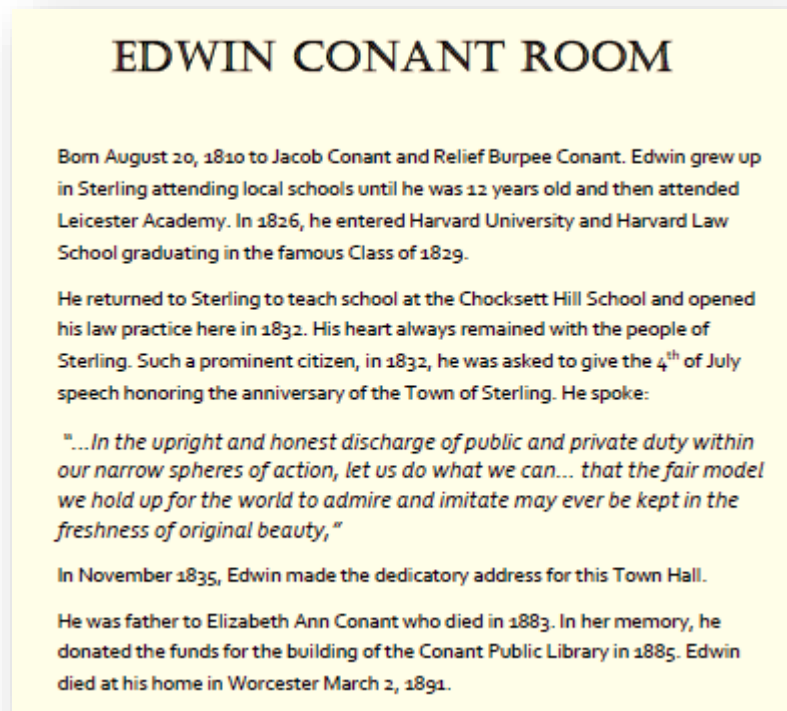 EDWIN CONANT ROOM
Born August 20, 1810 to Jacob Conant and Relief Burpee Conant. Edwin grew up
in Sterling attending local schools until he was 12 years old and then attended
Leicester Academy. In 1826, he entered Harvard University and Harvard Law
School graduating in the famous Class of 1829.
He returned to Sterling to teach school at the Chocksett Hill School and opened
his law practice here in 1832. His heart always remained with the people of
Sterling. Such a prominent citizen, in 1832, he was asked to give the 4th of July
speech honoring the anniversary of the Town of Sterling. He spoke:
“...In the upright and honest discharge of public and private duty within
our narrow spheres of action, let us do what we can... that the fair model
we hold up for the world to admire and imitate may ever be kept in the
freshness of original beauty,”
In November 1835, Edwin made the dedicatory address for this Town Hall.
He was father to Elizabeth Ann Conant who died in 1883. In her memory, he
donated the funds for the building of the Conant Public Library in 1885. Edwin
died at his home in Worcester March 2, 1891.